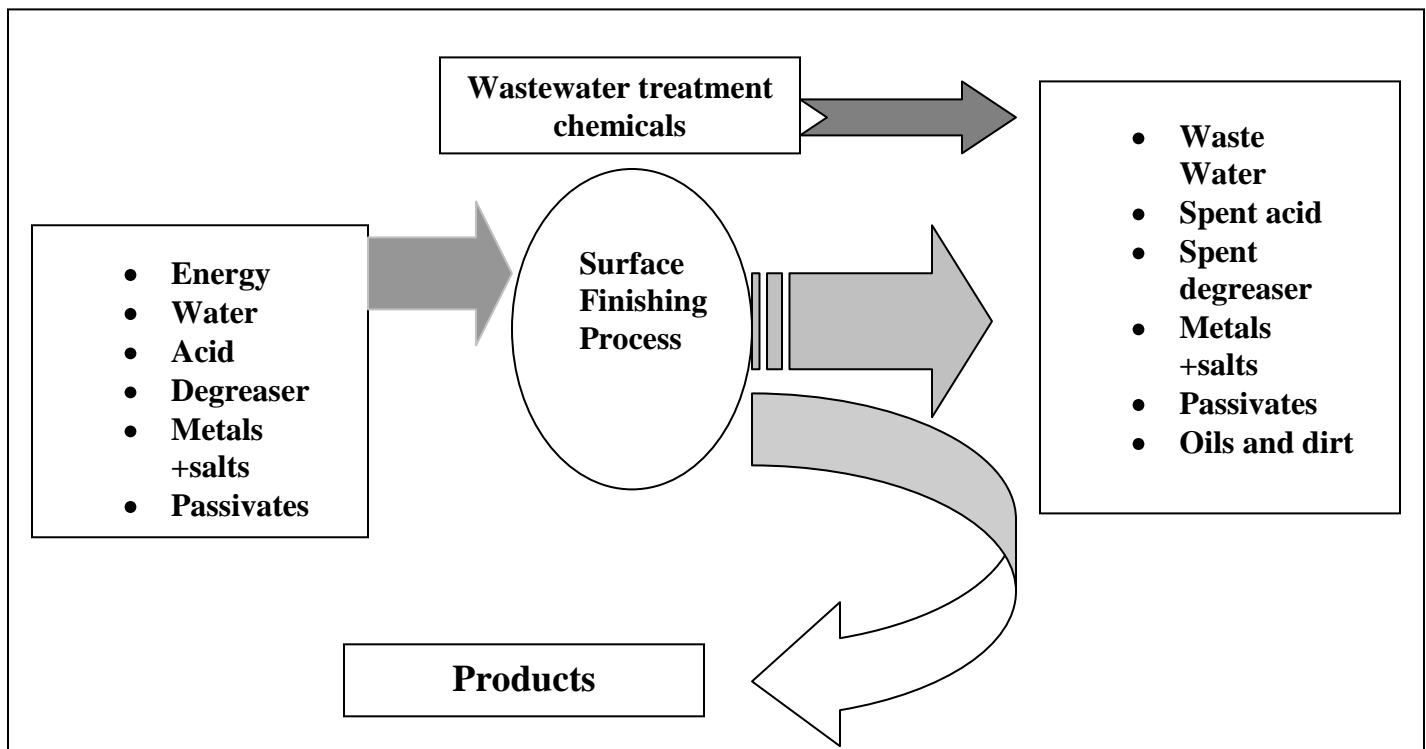 Wastewater treatment
chemicals
• Energy
• Water
• Acid
• Degreaser
• Metals
+salts
• Passivates
Surface
Finishing
Process
• Waste
Water
• Spent acid
• Spent
degreaser
• Metals
+salts
• Passivates
• Oils and dirt
Products